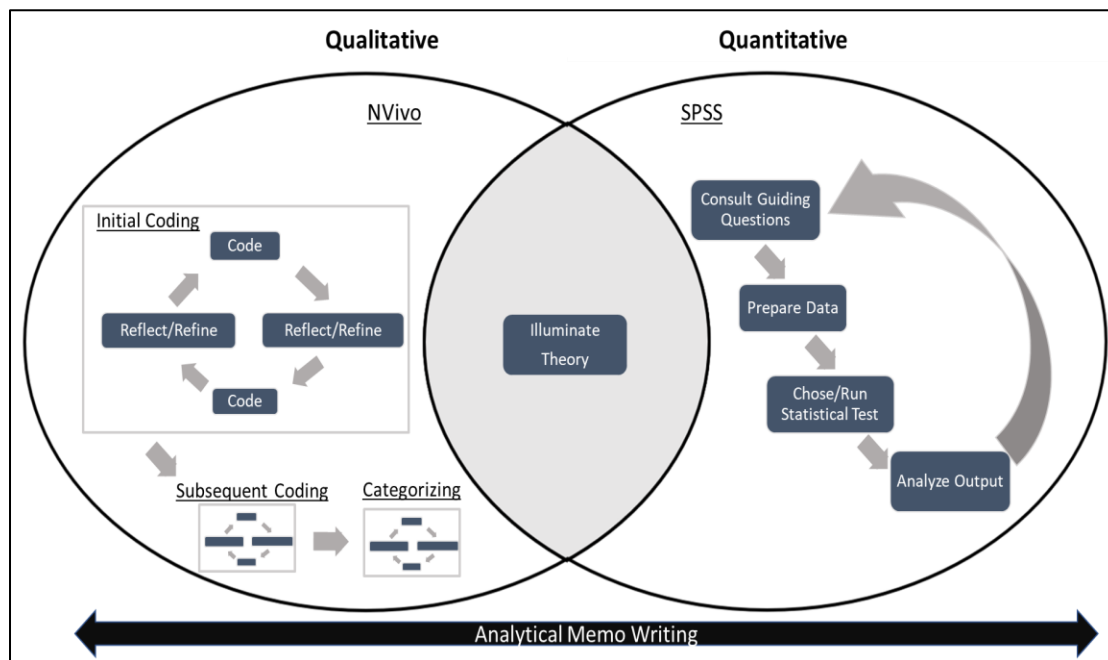 Qualitative
Quantitative
NVivo
SPSS
Initial Coding
Code
Reflect/Refine
Reflect/Refine
Code
Subsequent Coding
Categorizing
Illuminate
Theory
Consult Guiding
Questions
Prepare Data
Chose/Run
Statistical Test
Analyze Output
Analytical Memo Writing